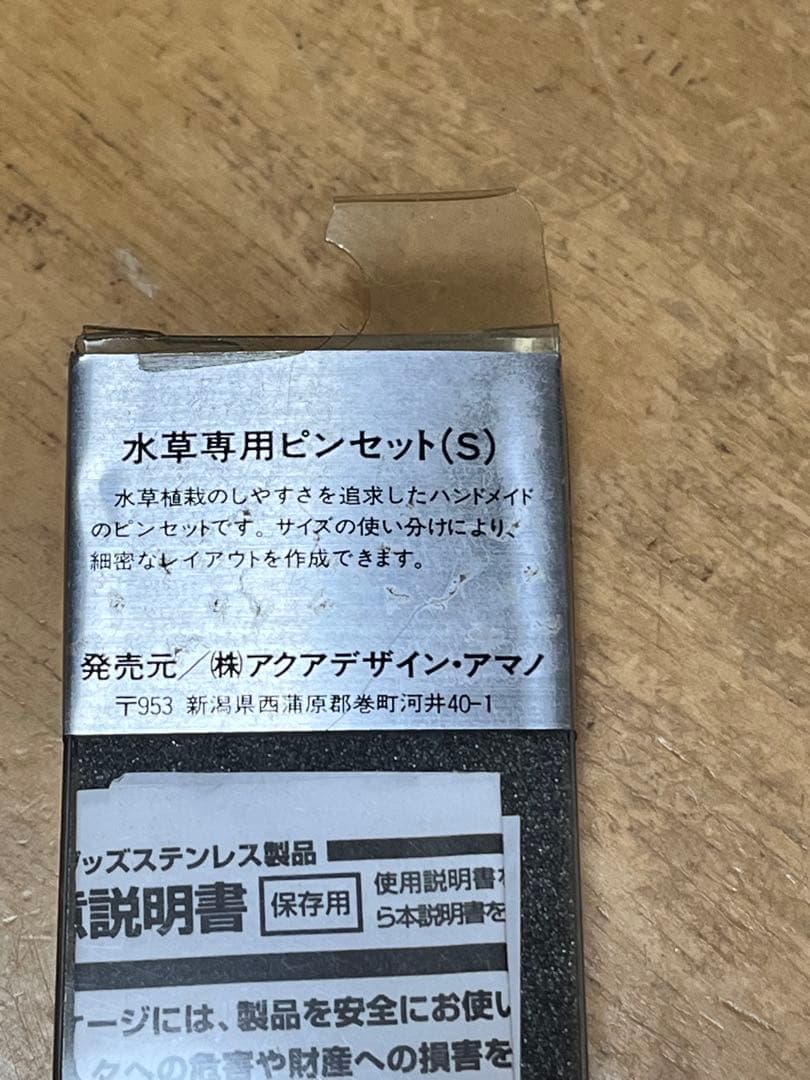 水草専用ピンセット(S)
水草植栽のしやすさを追求したハンドメイド
のピンセットです。サイズの使い分けにより、
細密なレイアウトを作成できます。
発売元／㈱アクアデザイン・アマノ
〒953 新潟県西蒲原郡巻町河井40-1
グッズステンレス製品
説明書 保存用
使用説明書
ら本説明書を
ケージには、製品を安全にお使い
々への危害や財産への損害を